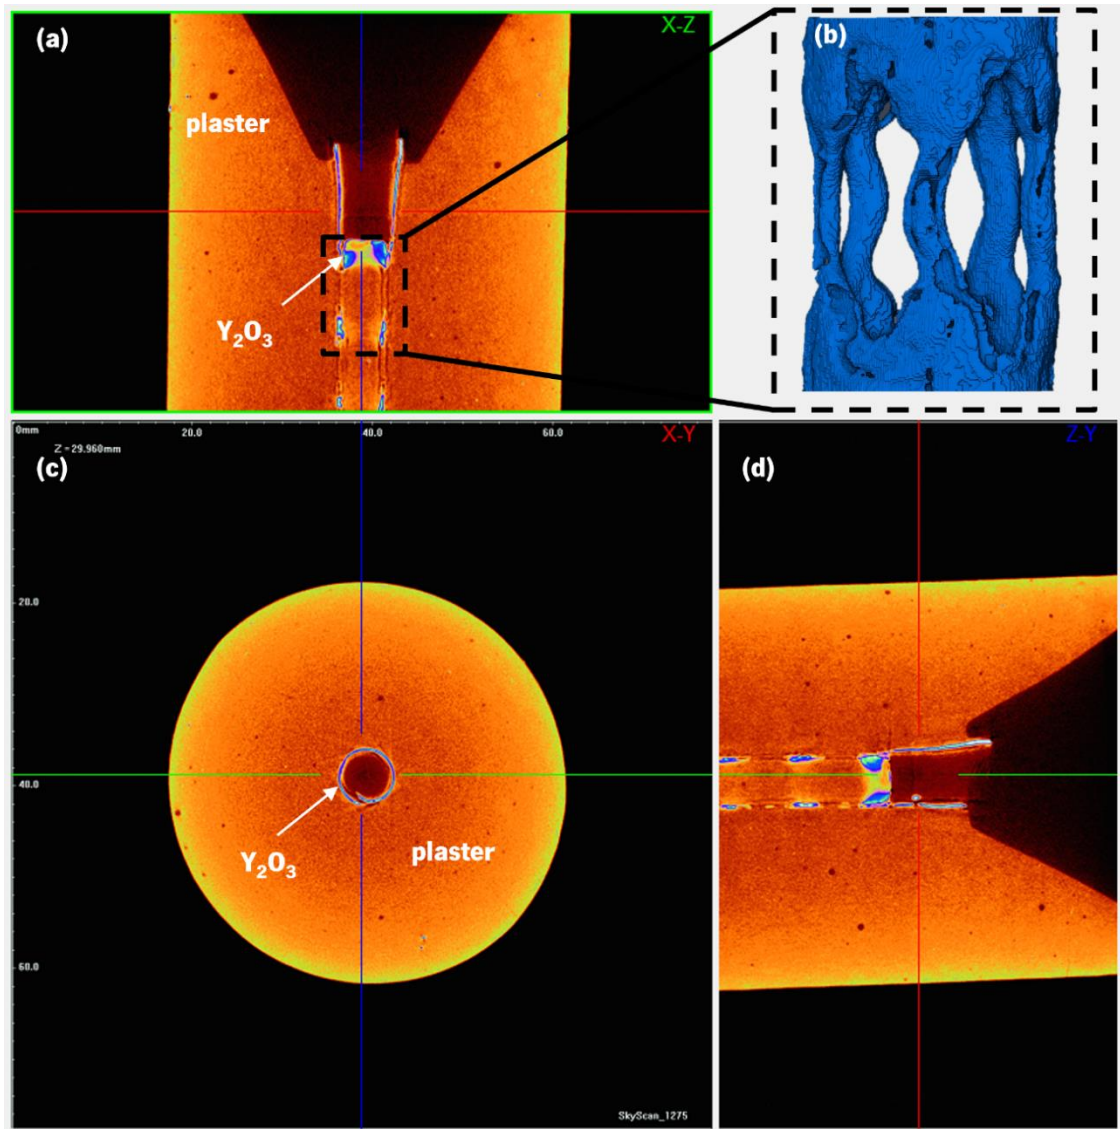 (a)
X-Z
plaster
Y₂O₃
(b)
0mm
20.0
40.0
60.0
X-Y
Z = 29.960mm
(c)
20.0
40.0
60.0
Y₂O₃
plaster
SkyScan_1275
Z-Y
(d)